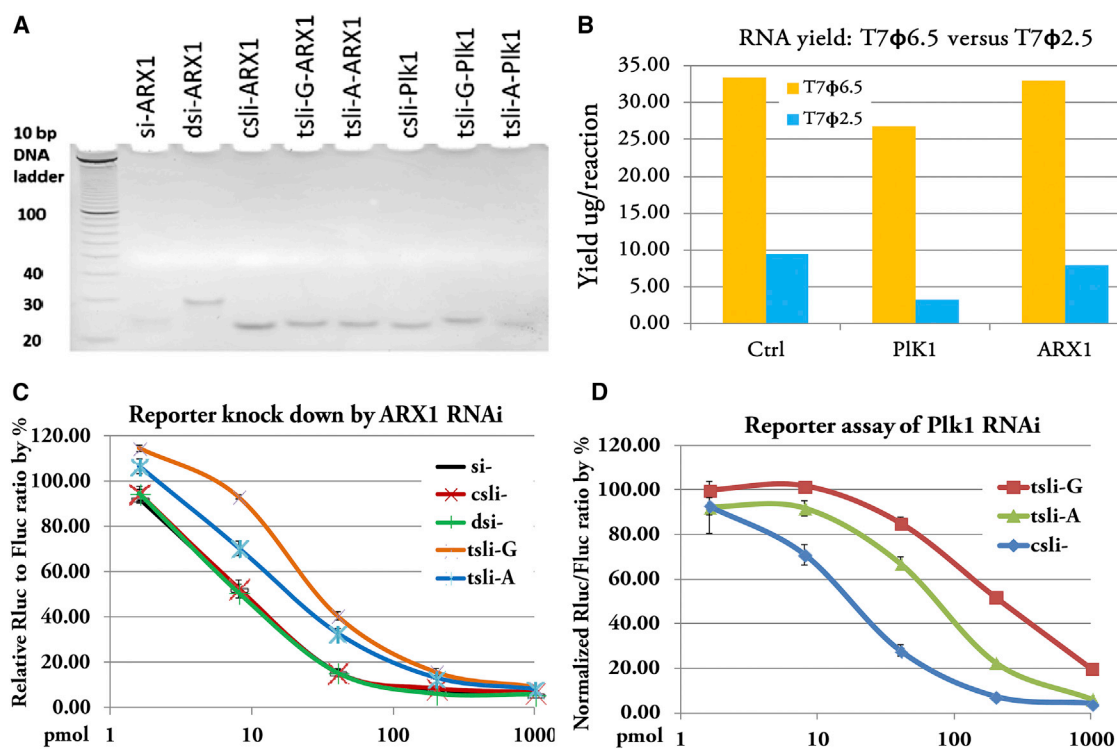 A
si-ARX1
dsi-ARX1
csli-ARX1
tsli-G-ARX1
tsli-A-ARX1
csli-Plk1
tsli-G-Plk1
tsli-A-Plk1
10 bp
DNA
ladder
100
40
30
20
B
RNA yield: T7ϕ6.5 versus T7ϕ2.5
Yield ug/reaction
35.00
30.00
25.00
20.00
15.00
10.00
5.00
0.00
T7ϕ6.5
T7ϕ2.5
Ctrl
PlK1
ARX1
C
Reporter knock down by ARX1 RNAi
Relative Rluc to Fluc ratio by %
120.00
100.00
80.00
60.00
40.00
20.00
0.00
si-
csli-
dsi-
tsli-G
tsli-A
pmol
1
10
100
1000
D
Reporter assay of Plk1 RNAi
Normalized Rluc/Fluc ratio by %
120.00
100.00
80.00
60.00
40.00
20.00
0.00
tsli-G
tsli-A
csli-
pmol
1
10
100
1000